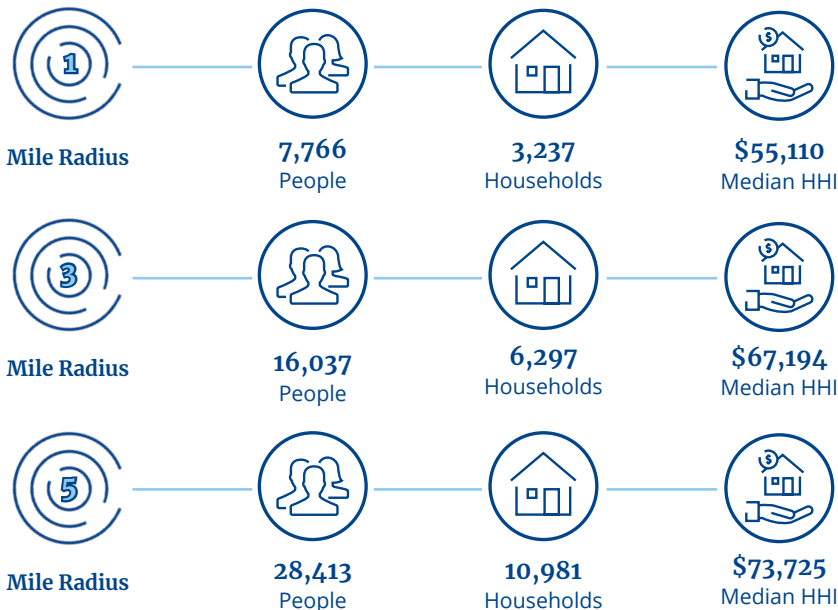 1
Mile Radius
7,766
People
3,237
Households
$
$55,110
Median HHI
3
Mile Radius
16,037
People
6,297
Households
$
$67,194
Median HHI
5
Mile Radius
28,413
People
10,981
Households
$
$73,725
Median HHI